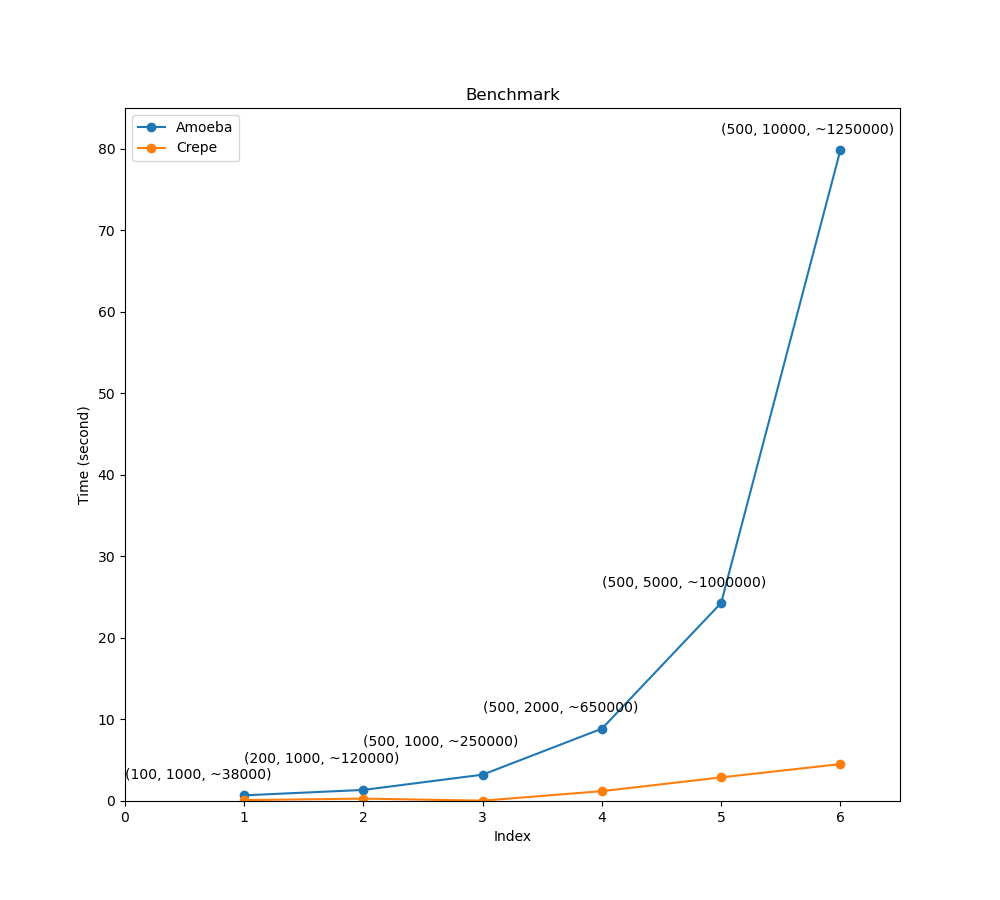 Benchmark
Amoeba
Crepe
(500, 10000, ~1250000)
80
70
60
50
40
30
(500, 5000, ~1000000)
20
(500, 2000, ~650000)
10
(500, 1000, ~250000)
(200, 1000, ~120000)
(100, 1000, ~38000)
0
Time (second)
0 1 2 3 4 5 6
Index